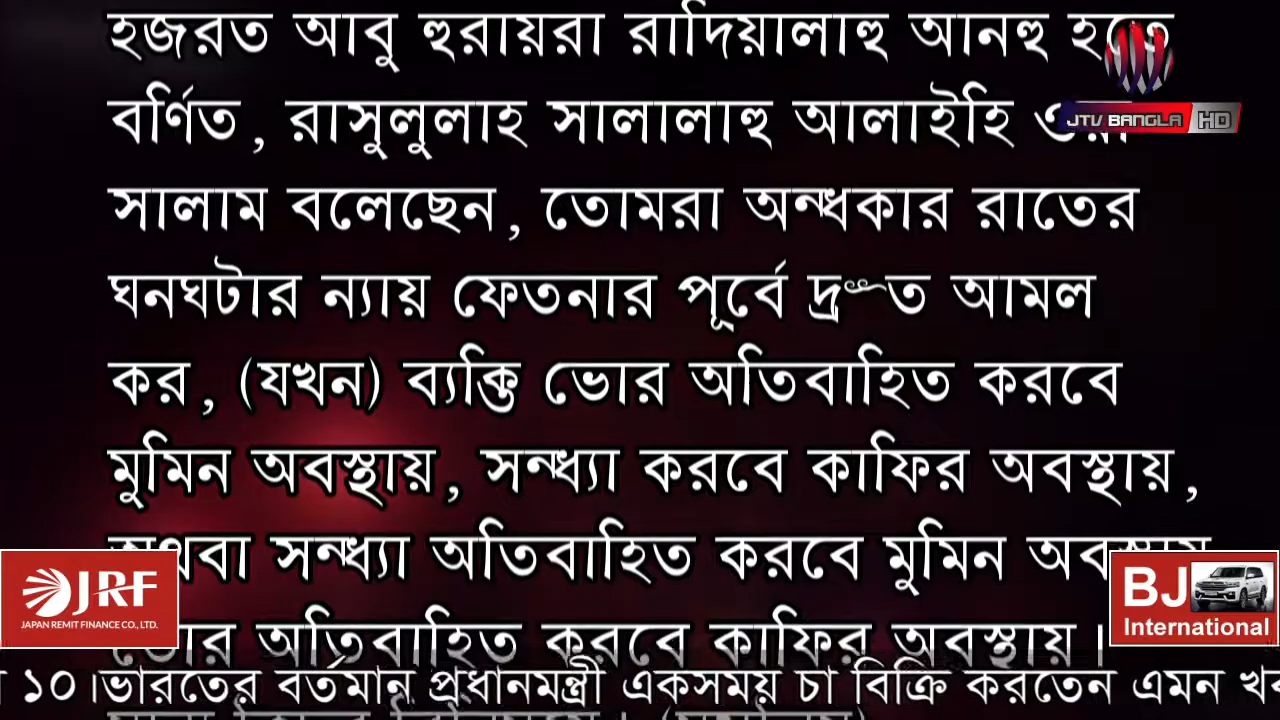 হজরত আবু হুরায়রা রাদিয়ালাহু আনহু হতে
বর্ণিত, রাসুলুলাহ সালালাহু আলাইহি
JTV BANGLA HD
সালাম বলেছেন, তোমরা অন্ধকার রাতের
ঘনঘটার ন্যায় ফেতনার পূর্বে দ্রুত আমল
কর, (যখন) ব্যক্তি ভোর অতিবাহিত করবে
মুমিন অবস্থায়, সন্ধ্যা করবে কাফির অবস্থায়,
অথবা সন্ধ্যা অতিবাহিত করবে মুমিন অবস্থায়
ভোর অতিবাহিত করবে কাফির অবস্থায়।
JRF
JAPAN REMIT FINANCE CO., LTD.
BJ
International
১০।ভারতের বর্তমান প্রধানমন্ত্রী একসময় চা বিক্রি করতেন এমন